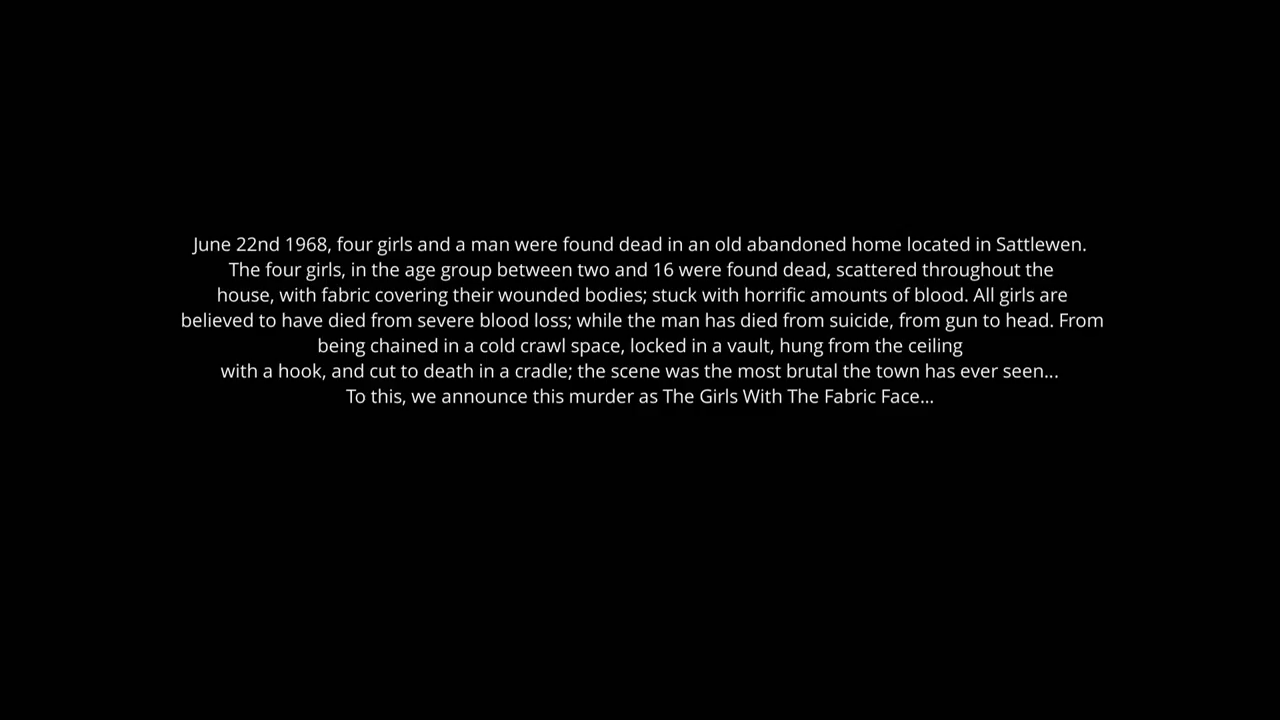 June 22nd 1968, four girls and a man were found dead in an old abandoned home located in Sattlewen.
The four girls, in the age group between two and 16 were found dead, scattered throughout the
house, with fabric covering their wounded bodies; stuck with horrific amounts of blood. All girls are
believed to have died from severe blood loss; while the man has died from suicide, from gun to head. From
being chained in a cold crawl space, locked in a vault, hung from the ceiling
with a hook, and cut to death in a cradle; the scene was the most brutal the town has ever seen...
To this, we announce this murder as The Girls With The Fabric Face...